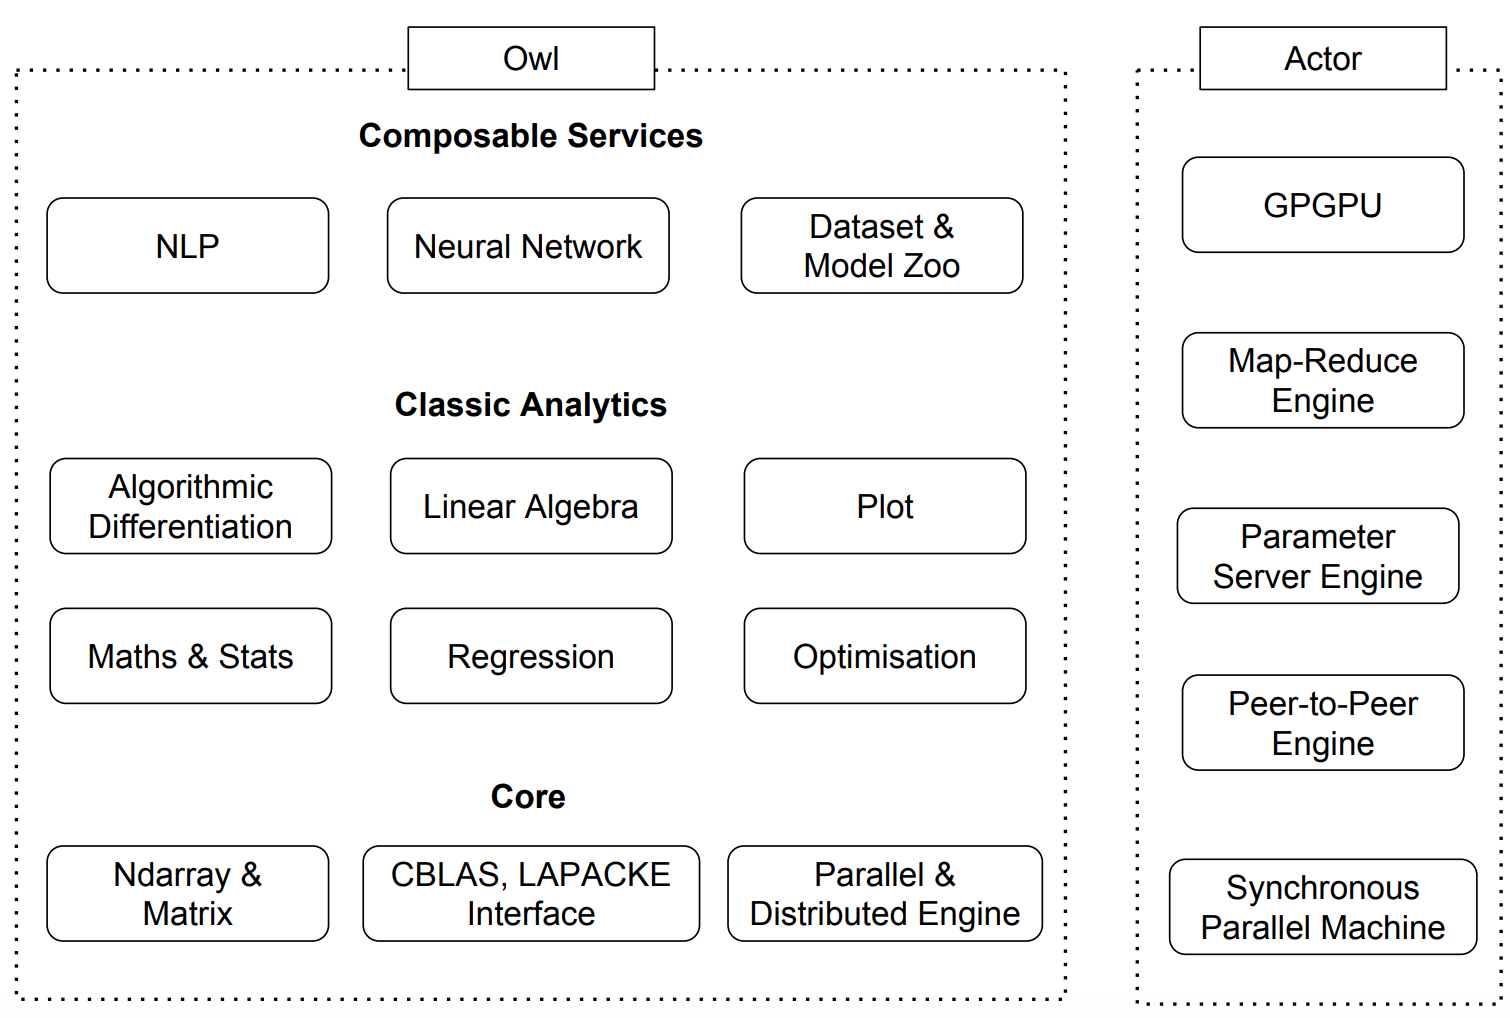 Owl
Composable Services
NLP
Neural Network
Dataset &
Model Zoo
Classic Analytics
Algorithmic
Differentiation
Linear Algebra
Plot
Maths & Stats
Regression
Optimisation
Core
Ndarray &
Matrix
CBLAS, LAPACKE
Interface
Parallel &
Distributed Engine
Actor
GPGPU
Map-Reduce
Engine
Parameter
Server Engine
Peer-to-Peer
Engine
Synchronous
Parallel Machine